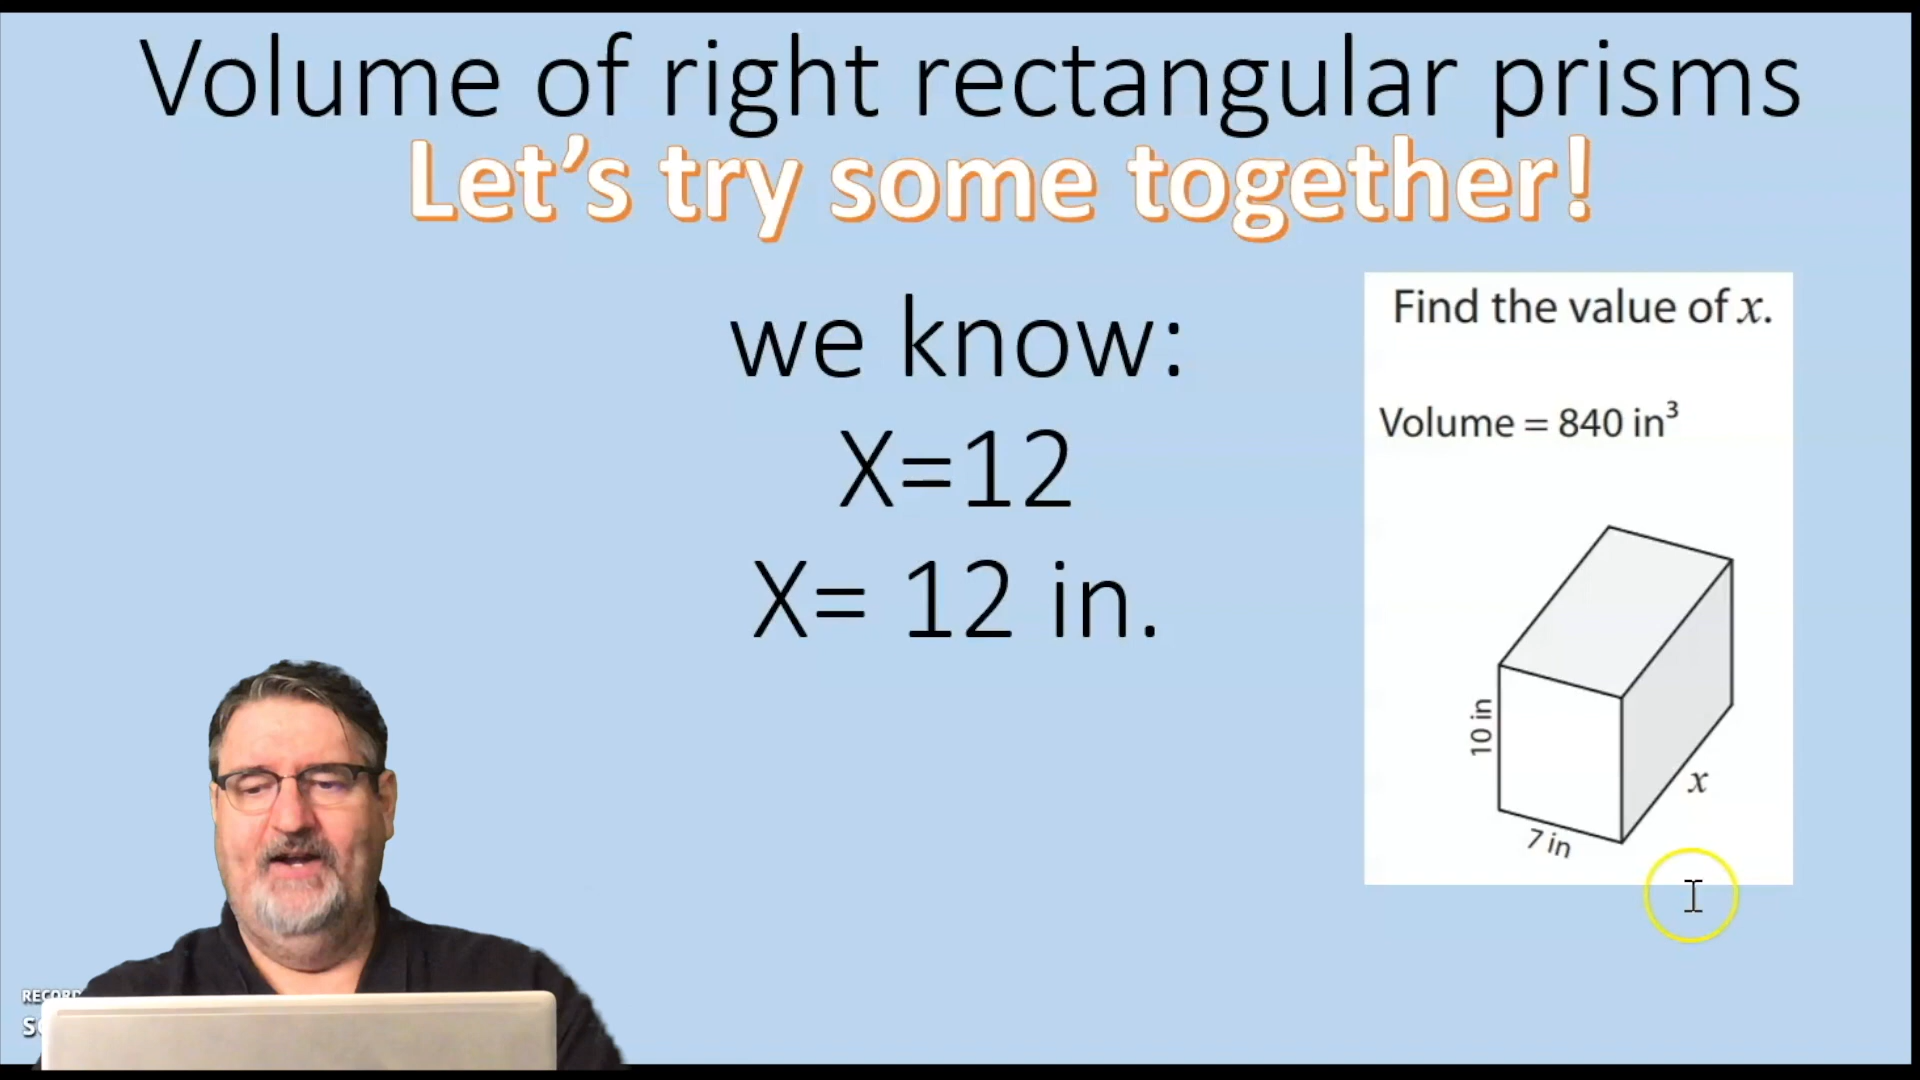 Volume of right rectangular prisms
Let’s try some together!
we know:
X=12
X= 12 in.
Find the value of x.
Volume = 840 in³
10 in
x
7 in